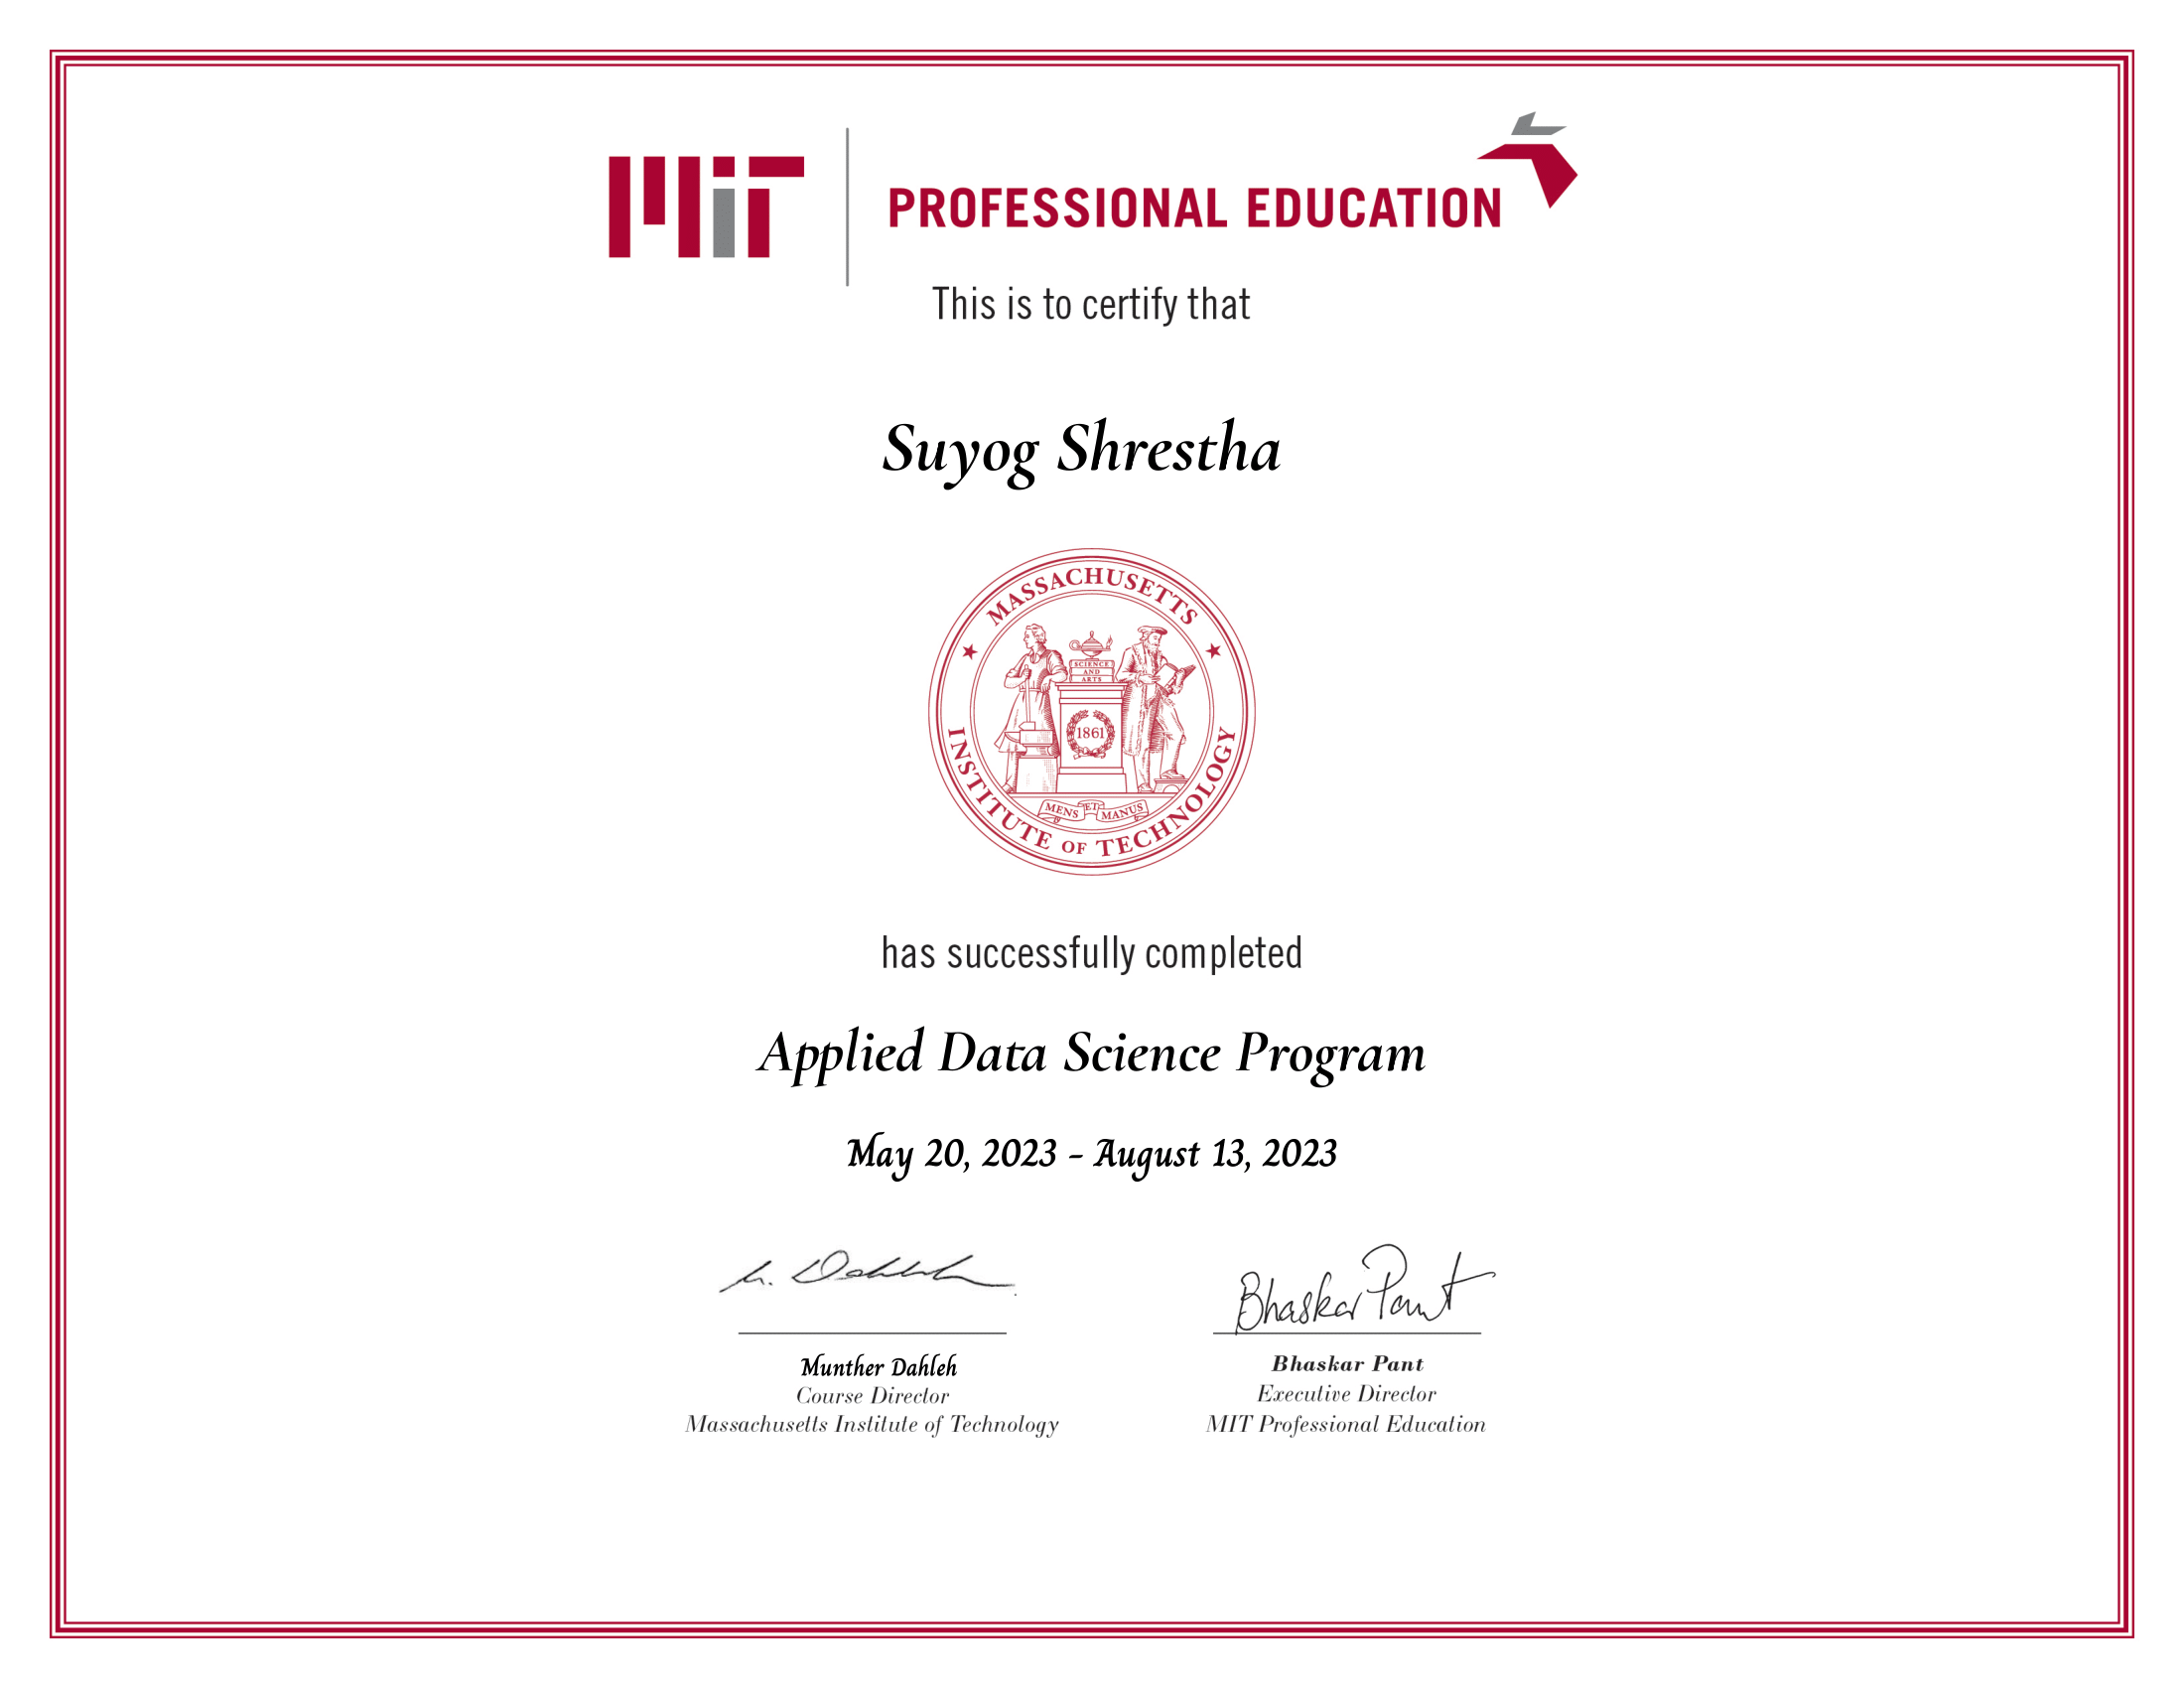 MIT PROFESSIONAL EDUCATION
This is to certify that
Suyog Shrestha
MASSACHUSETTS INSTITUTE OF TECHNOLOGY
SCIENCE
AND
ARTS
1861
MENS ET MANUS
has successfully completed
Applied Data Science Program
May 20, 2023 - August 13, 2023
M. Dahleh
Bhaskar Pant
Munther Dahleh
Course Director
Massachusetts Institute of Technology
Bhaskar Pant
Executive Director
MIT Professional Education